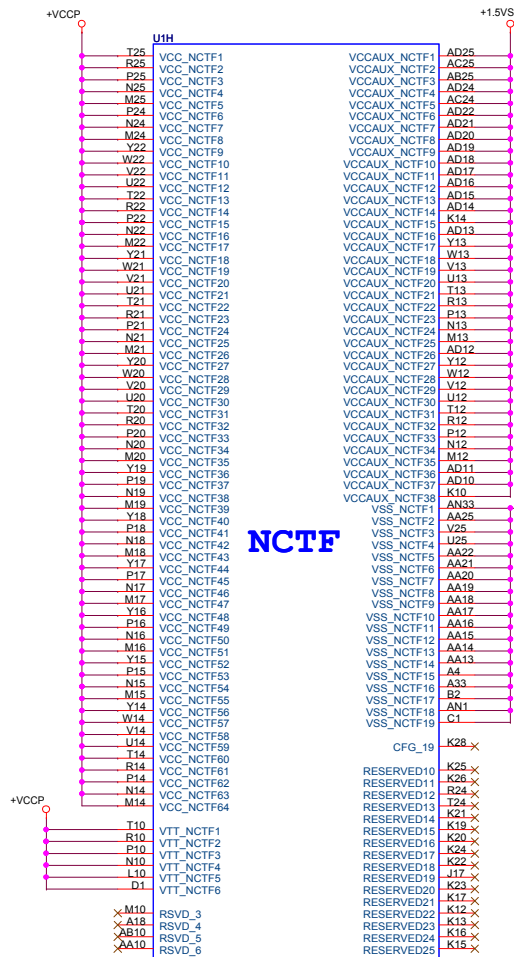 +VCCP +1.5VS
U1H
T25 VCC_NCTF1 VCCAUX_NCTF1 AD25
R25 VCC_NCTF2 VCCAUX_NCTF2 AC25
P25 VCC_NCTF3 VCCAUX_NCTF3 AB25
N25 VCC_NCTF4 VCCAUX_NCTF4 AD24
M25 VCC_NCTF5 VCCAUX_NCTF5 AC24
P24 VCC_NCTF6 VCCAUX_NCTF6 AD22
N24 VCC_NCTF7 VCCAUX_NCTF7 AD21
M24 VCC_NCTF8 VCCAUX_NCTF8 AD20
Y22 VCC_NCTF9 VCCAUX_NCTF9 AD19
W22 VCC_NCTF10 VCCAUX_NCTF10 AD18
V22 VCC_NCTF11 VCCAUX_NCTF11 AD17
U22 VCC_NCTF12 VCCAUX_NCTF12 AD16
T22 VCC_NCTF13 VCCAUX_NCTF13 AD15
R22 VCC_NCTF14 VCCAUX_NCTF14 AD14
P22 VCC_NCTF15 VCCAUX_NCTF15 K14
N22 VCC_NCTF16 VCCAUX_NCTF16 AD13
M22 VCC_NCTF17 VCCAUX_NCTF17 Y13
Y21 VCC_NCTF18 VCCAUX_NCTF18 W13
W21 VCC_NCTF19 VCCAUX_NCTF19 V13
V21 VCC_NCTF20 VCCAUX_NCTF20 U13
U21 VCC_NCTF21 VCCAUX_NCTF21 T13
T21 VCC_NCTF22 VCCAUX_NCTF22 R13
R21 VCC_NCTF23 VCCAUX_NCTF23 P13
P21 VCC_NCTF24 VCCAUX_NCTF24 N13
N21 VCC_NCTF25 VCCAUX_NCTF25 M13
M21 VCC_NCTF26 VCCAUX_NCTF26 AD12
Y20 VCC_NCTF27 VCCAUX_NCTF27 Y12
W20 VCC_NCTF28 VCCAUX_NCTF28 W12
V20 VCC_NCTF29 VCCAUX_NCTF29 V12
U20 VCC_NCTF30 VCCAUX_NCTF30 U12
T20 VCC_NCTF31 VCCAUX_NCTF31 T12
R20 VCC_NCTF32 VCCAUX_NCTF32 R12
P20 VCC_NCTF33 VCCAUX_NCTF33 P12
N20 VCC_NCTF34 VCCAUX_NCTF34 N12
M20 VCC_NCTF35 VCCAUX_NCTF35 M12
Y19 VCC_NCTF36 VCCAUX_NCTF36 AD11
P19 VCC_NCTF37 VCCAUX_NCTF37 AD10
N19 VCC_NCTF38 VCCAUX_NCTF38 K10
M19 VCC_NCTF39 VSS_NCTF1 AN33
Y18 VCC_NCTF40 VSS_NCTF2 AA25
P18 VCC_NCTF41 VSS_NCTF3 V25
N18 VCC_NCTF42 VSS_NCTF4 U25
NCTF
M18 VCC_NCTF43 VSS_NCTF5 AA22
Y17 VCC_NCTF44 VSS_NCTF6 AA21
P17 VCC_NCTF45 VSS_NCTF7 AA20
N17 VCC_NCTF46 VSS_NCTF8 AA19
M17 VCC_NCTF47 VSS_NCTF9 AA18
Y16 VCC_NCTF48 VSS_NCTF10 AA17
P16 VCC_NCTF49 VSS_NCTF11 AA16
N16 VCC_NCTF50 VSS_NCTF12 AA15
M16 VCC_NCTF51 VSS_NCTF13 AA14
Y15 VCC_NCTF52 VSS_NCTF14 AA13
P15 VCC_NCTF53 VSS_NCTF15 A4
N15 VCC_NCTF54 VSS_NCTF16 A33
M15 VCC_NCTF55 VSS_NCTF17 B2
Y14 VCC_NCTF56 VSS_NCTF18 AN1
W14 VCC_NCTF57 VSS_NCTF19 C1
V14 VCC_NCTF58
U14 VCC_NCTF59 CFG_19 K28
T14 VCC_NCTF60
R14 VCC_NCTF61 RESERVED10 K25
P14 VCC_NCTF62 RESERVED11 K26
N14 VCC_NCTF63 RESERVED12 R24
M14 VCC_NCTF64 RESERVED13 T24
+VCCP RESERVED14 K21
T10 VTT_NCTF1 RESERVED15 K19
R10 VTT_NCTF2 RESERVED16 K20
P10 VTT_NCTF3 RESERVED17 K24
N10 VTT_NCTF4 RESERVED18 K22
L10 VTT_NCTF5 RESERVED19 J17
D1 VTT_NCTF6 RESERVED20 K23
RESERVED21 K17
M10 RSVD_3 RESERVED22 K12
A18 RSVD_4 RESERVED23 K13
AB10 RSVD_5 RESERVED24 K16
AA10 RSVD_6 RESERVED25 K15